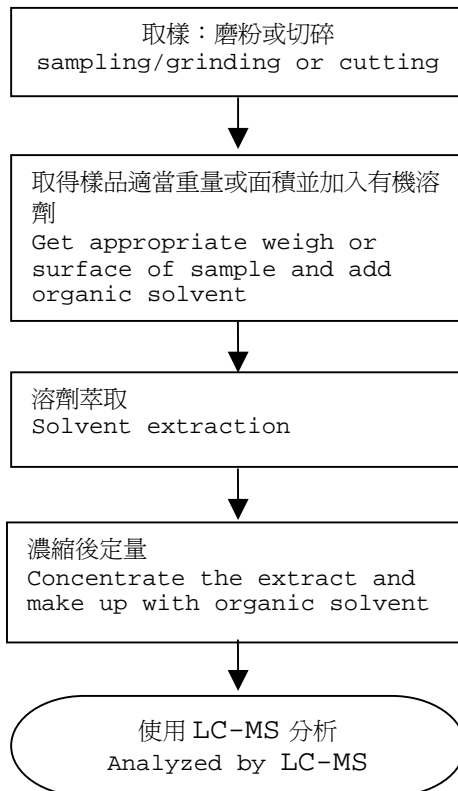 取樣：磨粉或切碎
sampling/grinding or cutting
取得樣品適當重量或面積並加入有機溶
劑
Get appropriate weigh or
surface of sample and add
organic solvent
溶劑萃取
Solvent extraction
濃縮後定量
Concentrate the extract and
make up with organic solvent
使用 LC-MS 分析
Analyzed by LC-MS